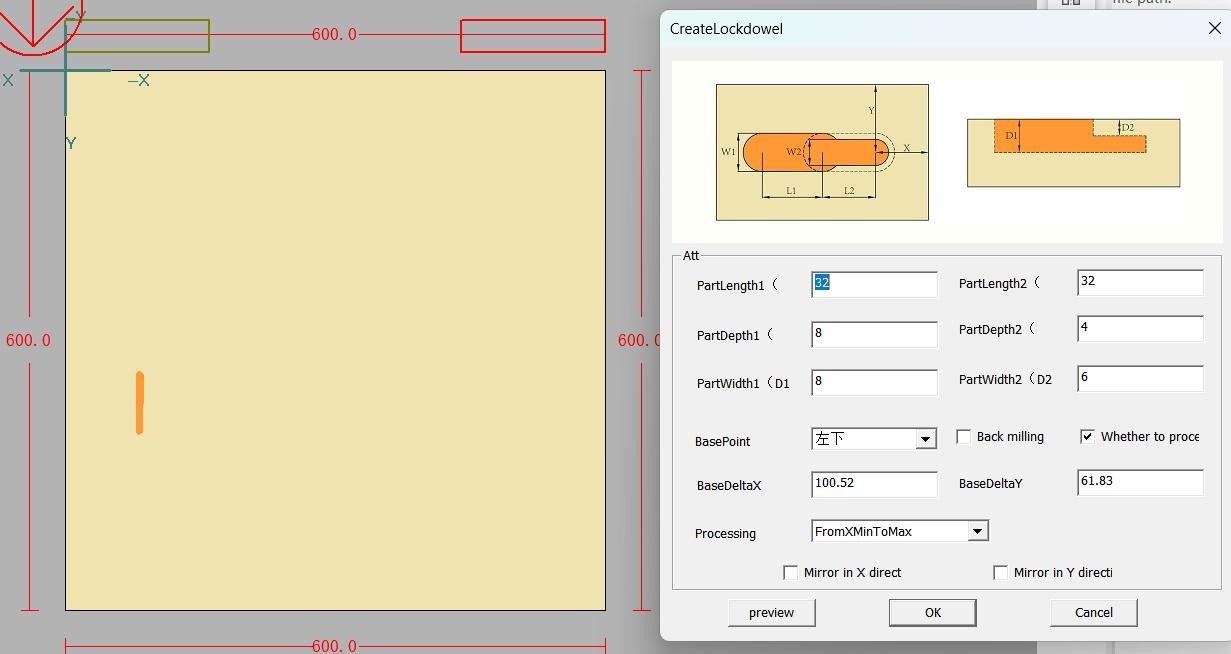 —Y
600.0
X
—X
Y
600.0
600.0
600.0
CreateLockdowel
W1
W2
Y
X
L1
L2
D1
D2
Att
PartLength1（ 32 PartLength2（ 32
PartDepth1（ 8 PartDepth2（ 4
PartWidth1（D1 8 PartWidth2（D2 6
BasePoint 左下 Back milling Whether to proce
BaseDeltaX 100.52 BaseDeltaY 61.83
Processing FromXMinToMax
Mirror in X direct Mirror in Y directi
preview OK Cancel